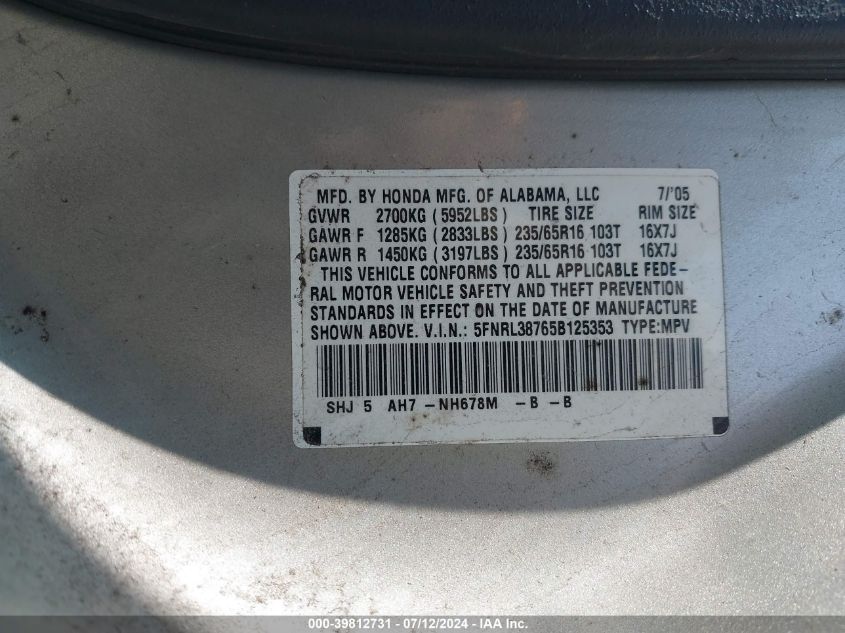 MFD. BY HONDA MFG. OF ALABAMA, LLC 7/'05
GVWR 2700KG (5952LBS) TIRE SIZE RIM SIZE
GAWR F 1285KG (2833LBS) 235/65R16 103T 16X7J
GAWR R 1450KG (3197LBS) 235/65R16 103T 16X7J
THIS VEHICLE CONFORMS TO ALL APPLICABLE FEDE-
RAL MOTOR VEHICLE SAFETY AND THEFT PREVENTION
STANDARDS IN EFFECT ON THE DATE OF MANUFACTURE
SHOWN ABOVE. V.I.N.: 5FNRL38765B125353 TYPE:MPV
SHJ 5 AH7 -NH678M -B -B
000-39812731 - 07/12/2024 - US.IAAI.COM